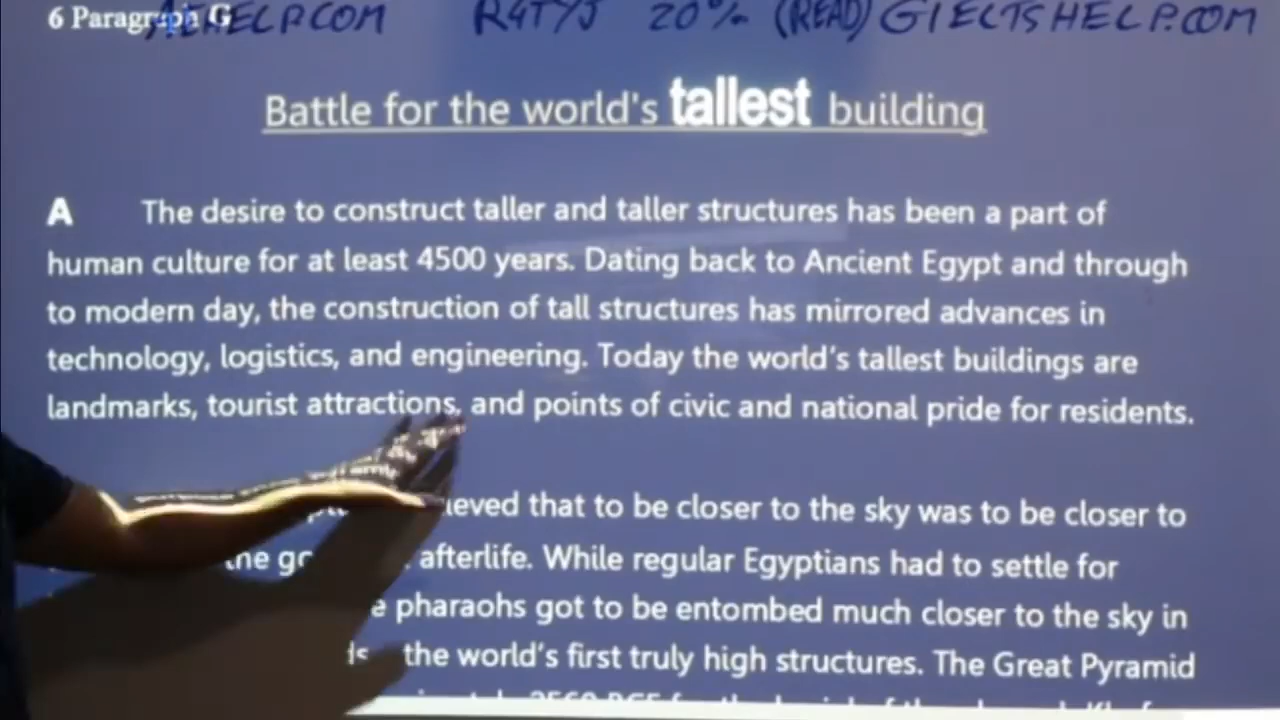 6 Paragraph G
AEHELP.COM R4TYJ 20% (READ) GIELTSHELP.COM
Battle for the world's tallest building
A The desire to construct taller and taller structures has been a part of
human culture for at least 4500 years. Dating back to Ancient Egypt and through
to modern day, the construction of tall structures has mirrored advances in
technology, logistics, and engineering. Today the world's tallest buildings are
landmarks, tourist attractions, and points of civic and national pride for residents.
that to be closer to the sky was to be closer to
afterlife. While regular Egyptians had to settle for
pharaohs got to be entombed much closer to the sky in
the world's first truly high structures. The Great Pyramid